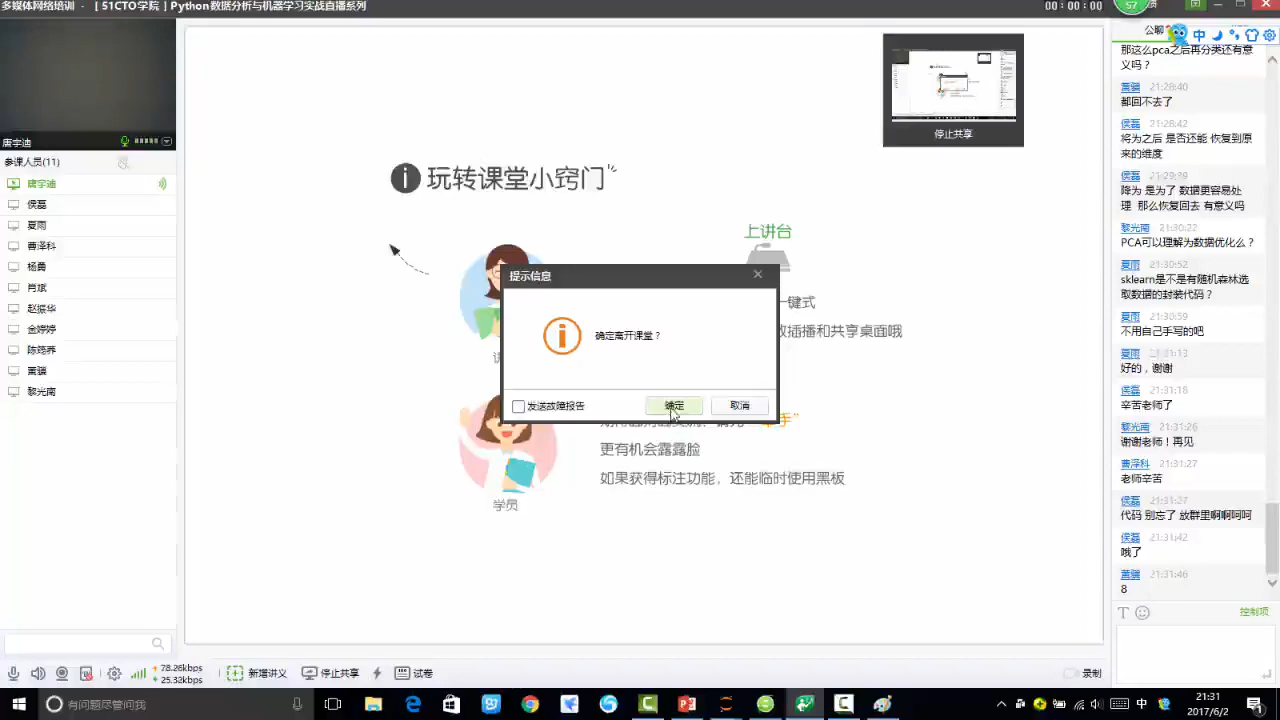 多媒体网络培训 - [ 51CTO学院 ] Python数据分析与机器学习实战直播系列
00:00:00
57
公聊
中
唐宇迪
参课人员(11)
唐宇迪
侯磊
夏雨
曹泽科
赵振华
黎光南
停止共享
玩转课堂小窍门
上讲台
一键式
插播和共享桌面哦
提示信息
确定离开课堂？
发送故障报告
确定
取消
更有机会露露脸
如果获得标注功能，还能临时使用黑板
学员
那这么pca之后再分类还有意
义吗？
21:28:40
都回不去了
侯磊 21:28:42
将为之后 是否还能 恢复到原
来的维度
侯磊 21:29:39
降为 是为了 数据更容易处
理 那么恢复回去 有意义吗
黎光南 21:30:22
PCA可以理解为数据优化么？
夏雨 21:30:52
sklearn是不是有随机森林选
取数据的封装代码？
夏雨 21:30:59
不用自己手写的吧
夏雨 21:31:13
好的，谢谢
侯磊 21:31:18
辛苦老师了
黎光南 21:31:26
谢谢老师！再见
曹泽科 21:31:27
老师辛苦
侯磊 21:31:27
代码 别忘了 放群里啊啊呵呵
侯磊 21:31:42
哦了
21:31:46
8
控制项
78.26kbps
25.32kbps
新增讲义
停止共享
试卷
录制
有问题尽管问我
中
21:31
2017/6/2